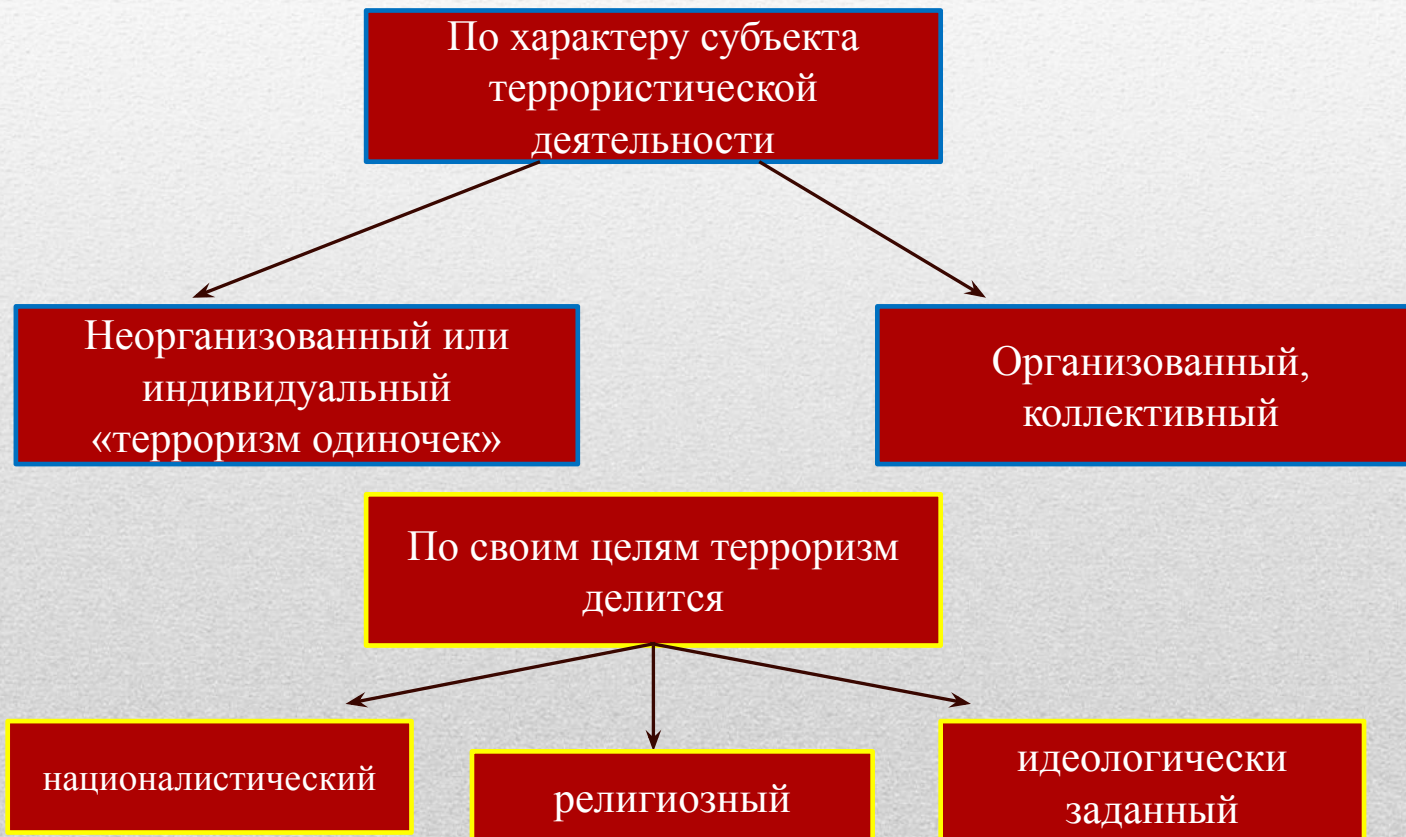 По характеру субъекта
террористической
деятельности
Неорганизованный или
индивидуальный
«терроризм одиночек»
Организованный,
коллективный
По своим целям терроризм
делится
националистический
религиозный
идеологически
заданный